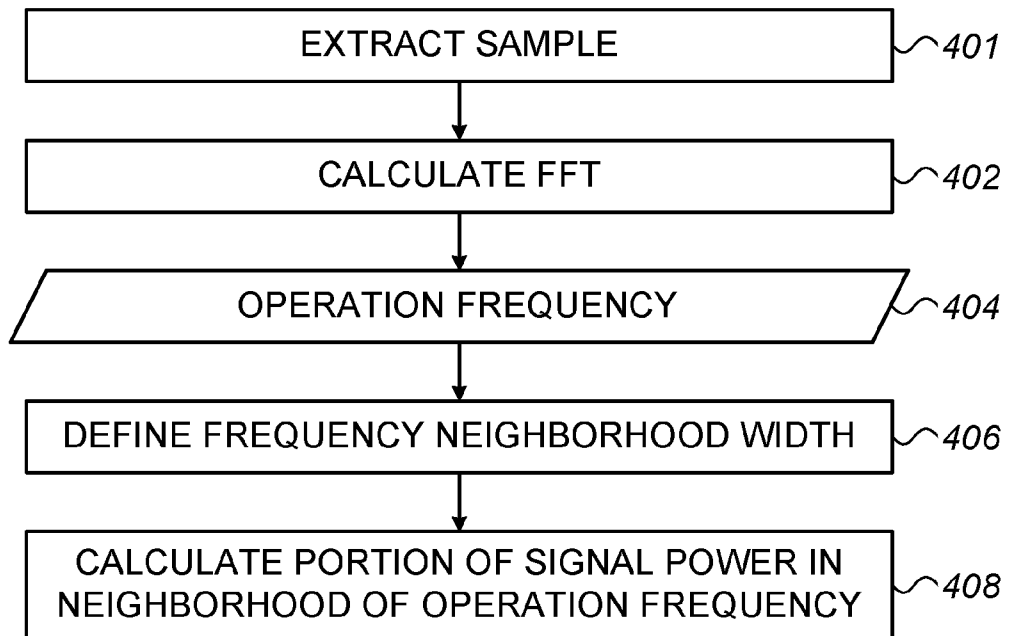 EXTRACT SAMPLE 401
CALCULATE FFT 402
OPERATION FREQUENCY 404
DEFINE FREQUENCY NEIGHBORHOOD WIDTH 406
CALCULATE PORTION OF SIGNAL POWER IN
NEIGHBORHOOD OF OPERATION FREQUENCY 408